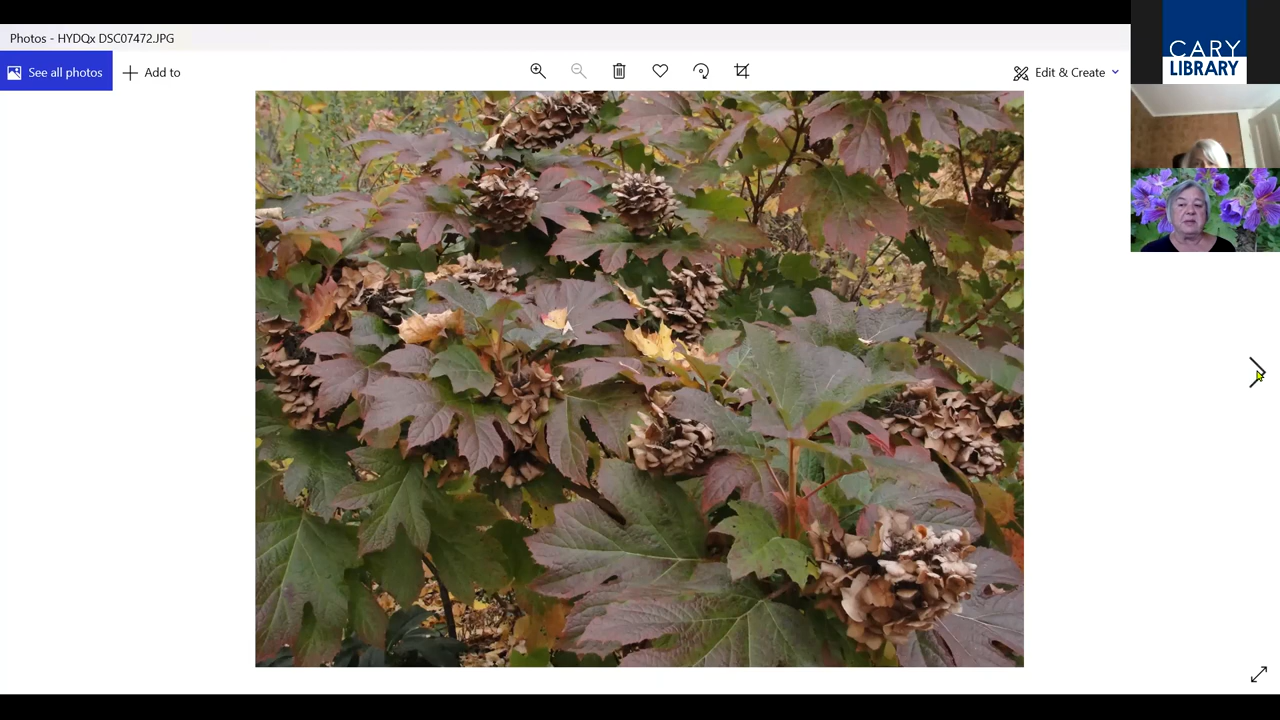 Photos - HYDQx DSC07472.JPG
See all photos
Add to
Edit & Create
CARY
LIBRARY